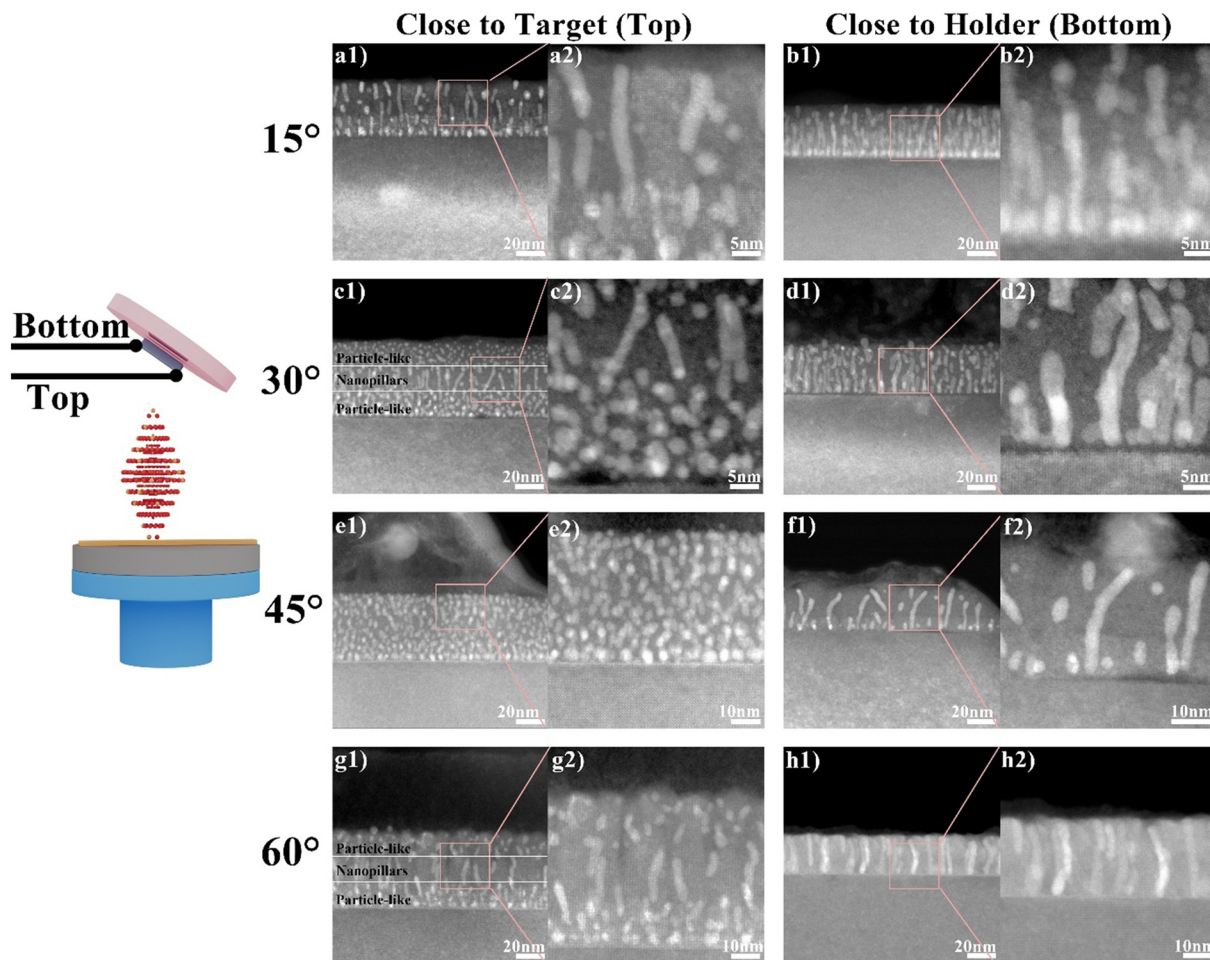 Close to Target (Top)
Close to Holder (Bottom)
Bottom
Top
15°
a1)
20nm
a2)
5nm
b1)
20nm
b2)
5nm
30°
c1)
Particle-like
Nanopillars
Particle-like
20nm
c2)
5nm
d1)
20nm
d2)
5nm
45°
e1)
20nm
e2)
10nm
f1)
20nm
f2)
10nm
60°
g1)
Particle-like
Nanopillars
Particle-like
20nm
g2)
10nm
h1)
20nm
h2)
10nm